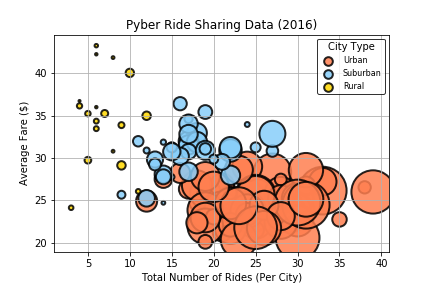 Pyber Ride Sharing Data (2016)
City Type
Urban
Suburban
Rural
Average Fare ($)
40
35
30
25
20
5 10 15 20 25 30 35 40
Total Number of Rides (Per City)